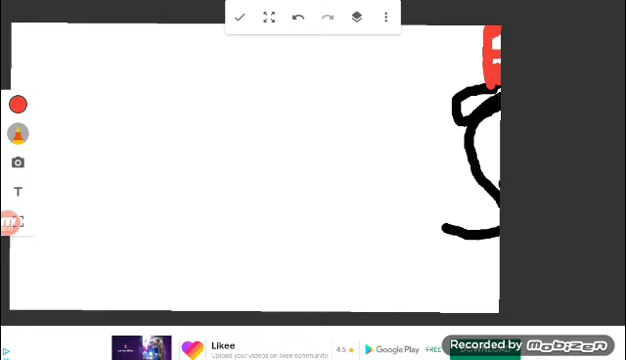 T
Likee
Upload your videos on likee community.
4.5 ★
Google Play
FREE
Recorded by mobizen